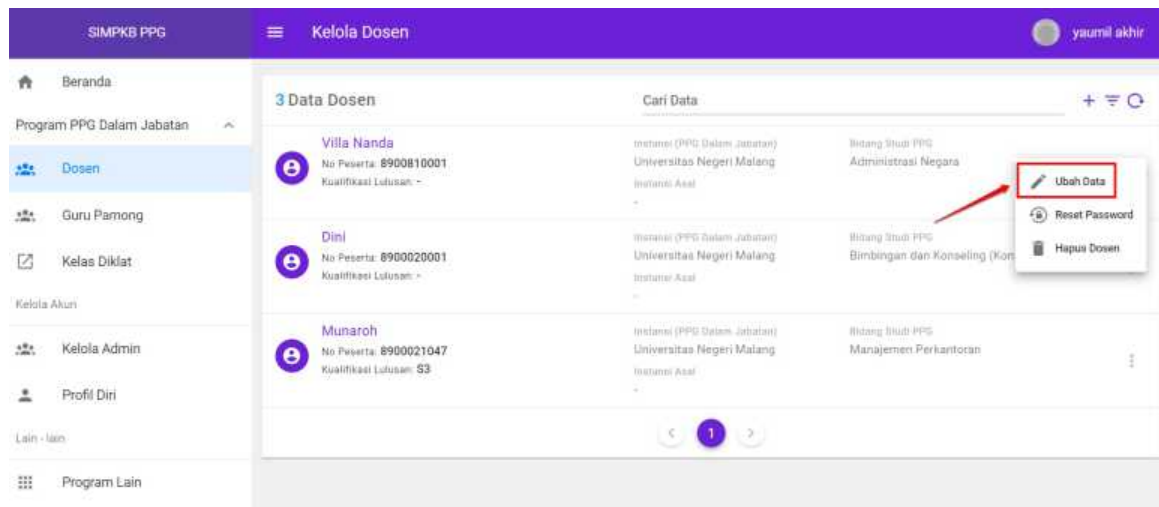 SIMPKB PPG
Kelola Dosen
yaumil akhir
Beranda
Program PPG Dalam Jabatan
Dosen
Guru Pamong
Kelas Diklat
Kelola Akun
Kelola Admin
Profil Diri
Lain - lain
Program Lain
3 Data Dosen
Cari Data
Villa Nanda
No Peserta: 8900810001
Kualifikasi Lulusan: -
Instansi (PPG Dalam Jabatan)
Universitas Negeri Malang
Instansi Asal
-
Bidang Studi PPG
Administrasi Negara
Ubah Data
Reset Password
Hapus Dosen
Dini
No Peserta: 8900020001
Kualifikasi Lulusan: -
Instansi (PPG Dalam Jabatan)
Universitas Negeri Malang
Instansi Asal
-
Bidang Studi PPG
Bimbingan dan Konseling (Kon
Munaroh
No Peserta: 8900021047
Kualifikasi Lulusan: S3
Instansi (PPG Dalam Jabatan)
Universitas Negeri Malang
Instansi Asal
-
Bidang Studi PPG
Manajemen Perkantoran
1